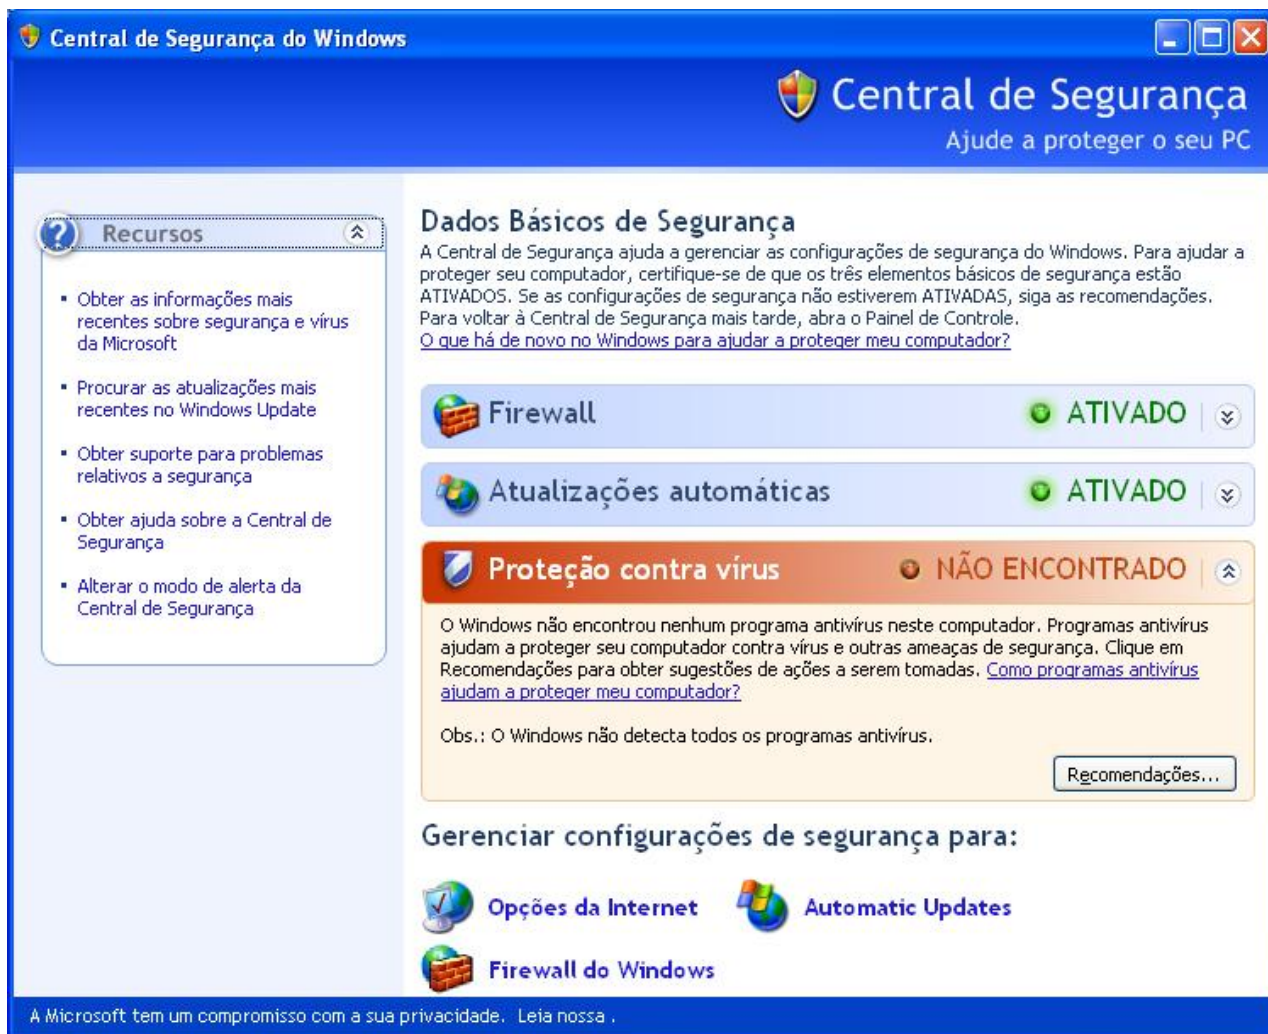 Central de Segurança do Windows
Central de Segurança
Ajude a proteger o seu PC
Recursos
Obter as informações mais
recentes sobre segurança e vírus
da Microsoft
Procurar as atualizações mais
recentes no Windows Update
Obter suporte para problemas
relativos a segurança
Obter ajuda sobre a Central de
Segurança
Alterar o modo de alerta da
Central de Segurança
Dados Básicos de Segurança
A Central de Segurança ajuda a gerenciar as configurações de segurança do Windows. Para ajudar a
proteger seu computador, certifique-se de que os três elementos básicos de segurança estão
ATIVADOS. Se as configurações de segurança não estiverem ATIVADAS, siga as recomendações.
Para voltar à Central de Segurança mais tarde, abra o Painel de Controle.
O que há de novo no Windows para ajudar a proteger meu computador?
Firewall ATIVADO
Atualizações automáticas ATIVADO
Proteção contra vírus NÃO ENCONTRADO
O Windows não encontrou nenhum programa antivírus neste computador. Programas antivírus
ajudam a proteger seu computador contra vírus e outras ameaças de segurança. Clique em
Recomendações para obter sugestões de ações a serem tomadas. Como programas antivírus
ajudam a proteger meu computador?
Obs.: O Windows não detecta todos os programas antivírus.
Recomendações...
Gerenciar configurações de segurança para:
Opções da Internet Automatic Updates
Firewall do Windows
A Microsoft tem um compromisso com a sua privacidade. Leia nossa .